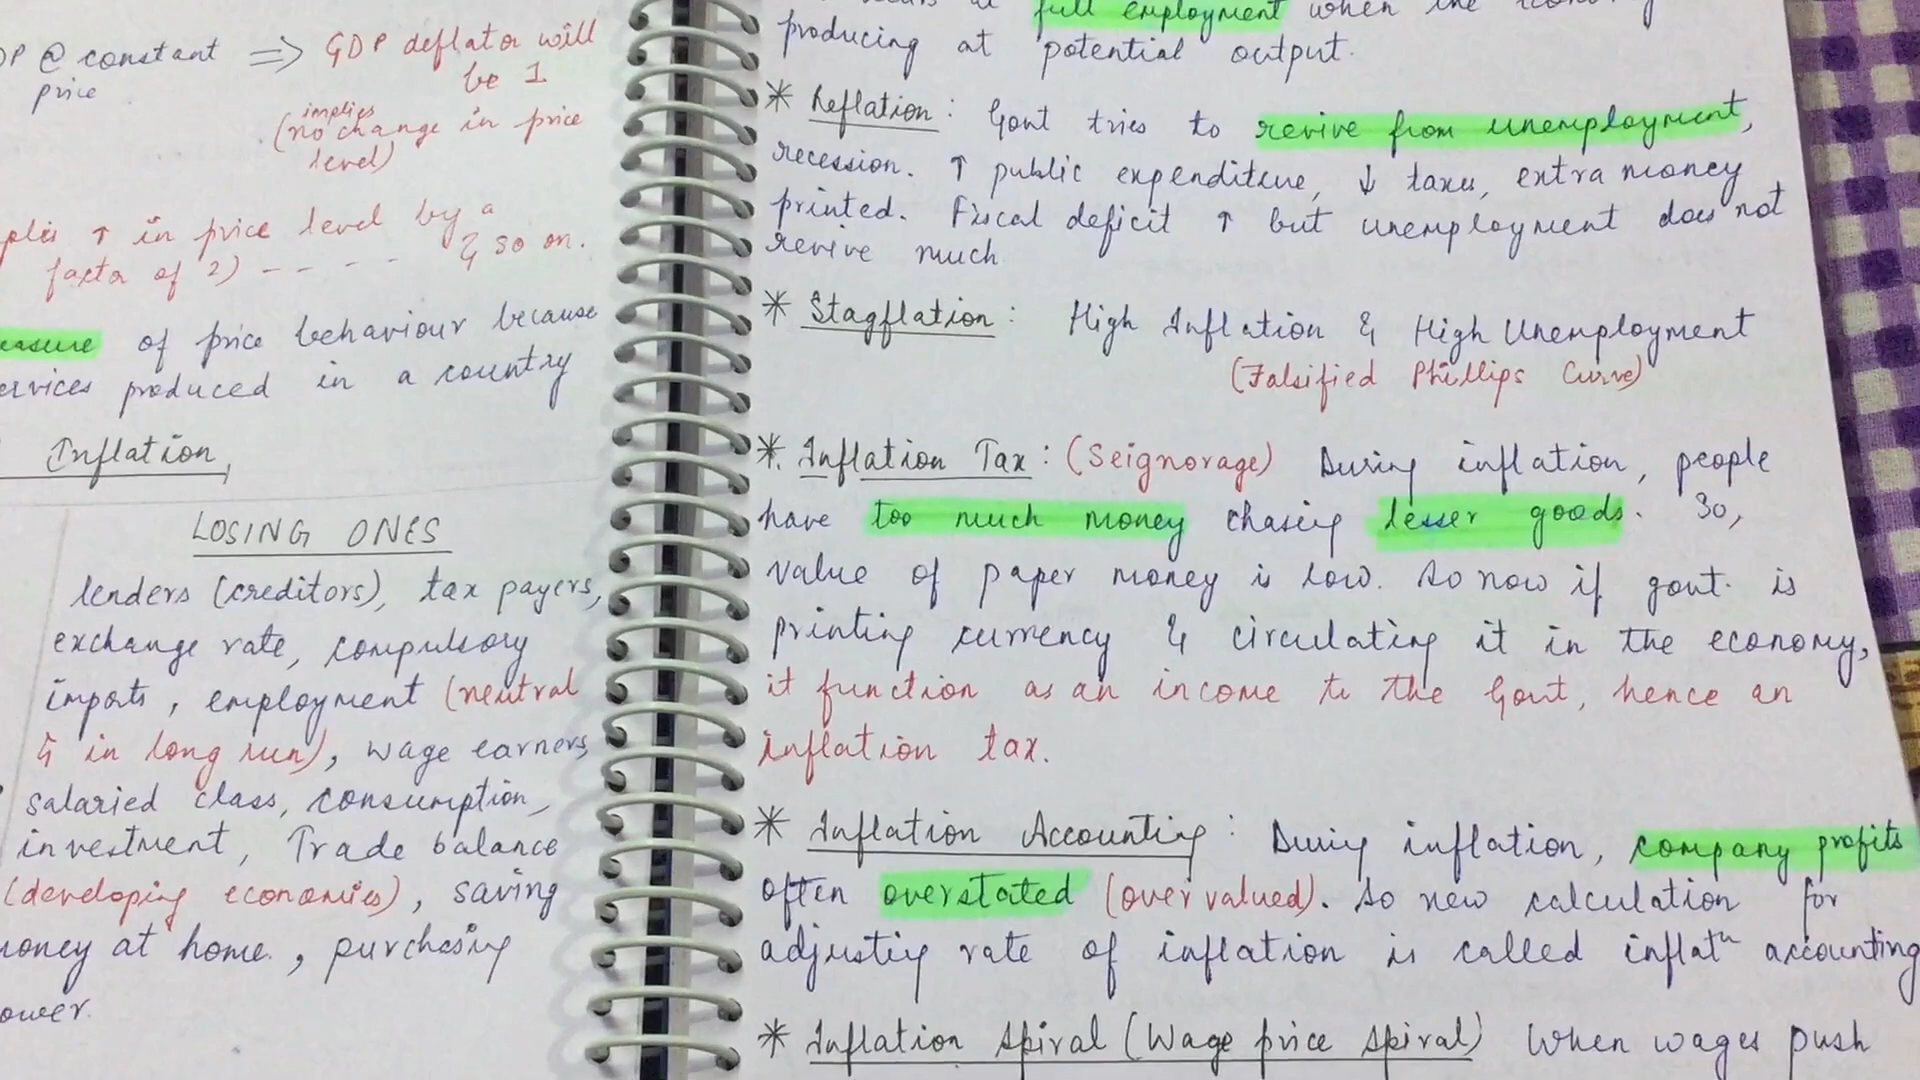 DP @ constant ⇒ GDP deflator will
price be 1
implies
(no change in price
level)
↑ in price level by a
factor of 2) - - - - - & so on.
easure of price behaviour because
ervices produced in a country
Inflation,
LOSING ONES
lenders (creditors), tax payers,
exchange rate, compulsory
imports, employment (neutral
↳ in long run), wage earners,
salaried class, consumption,
investment, Trade balance
(developing economies), saving
money at home, purchasing
ower.
full employment when the
producing at potential output.
* Reflation: Govt tries to revive from unemployment,
recession. ↑ public expenditure, ↓ taxes, extra money
printed. Fiscal deficit ↑ but unemployment does not
revive much
* Stagflation: High Inflation & High Unemployment
(Falsified Phillips Curve)
* Inflation Tax: (Seignorage) During inflation, people
have too much money chasing lesser goods. So,
value of paper money is low. So now if govt. is
printing currency & circulating it in the economy,
it function as an income to the Govt, hence an
inflation tax.
* Inflation Accounting: During inflation, company profits
often overstated (over valued). So new calculation for
adjusting rate of inflation is called inflatⁿ accounting
* Inflation Spiral (Wage price spiral) When wages push